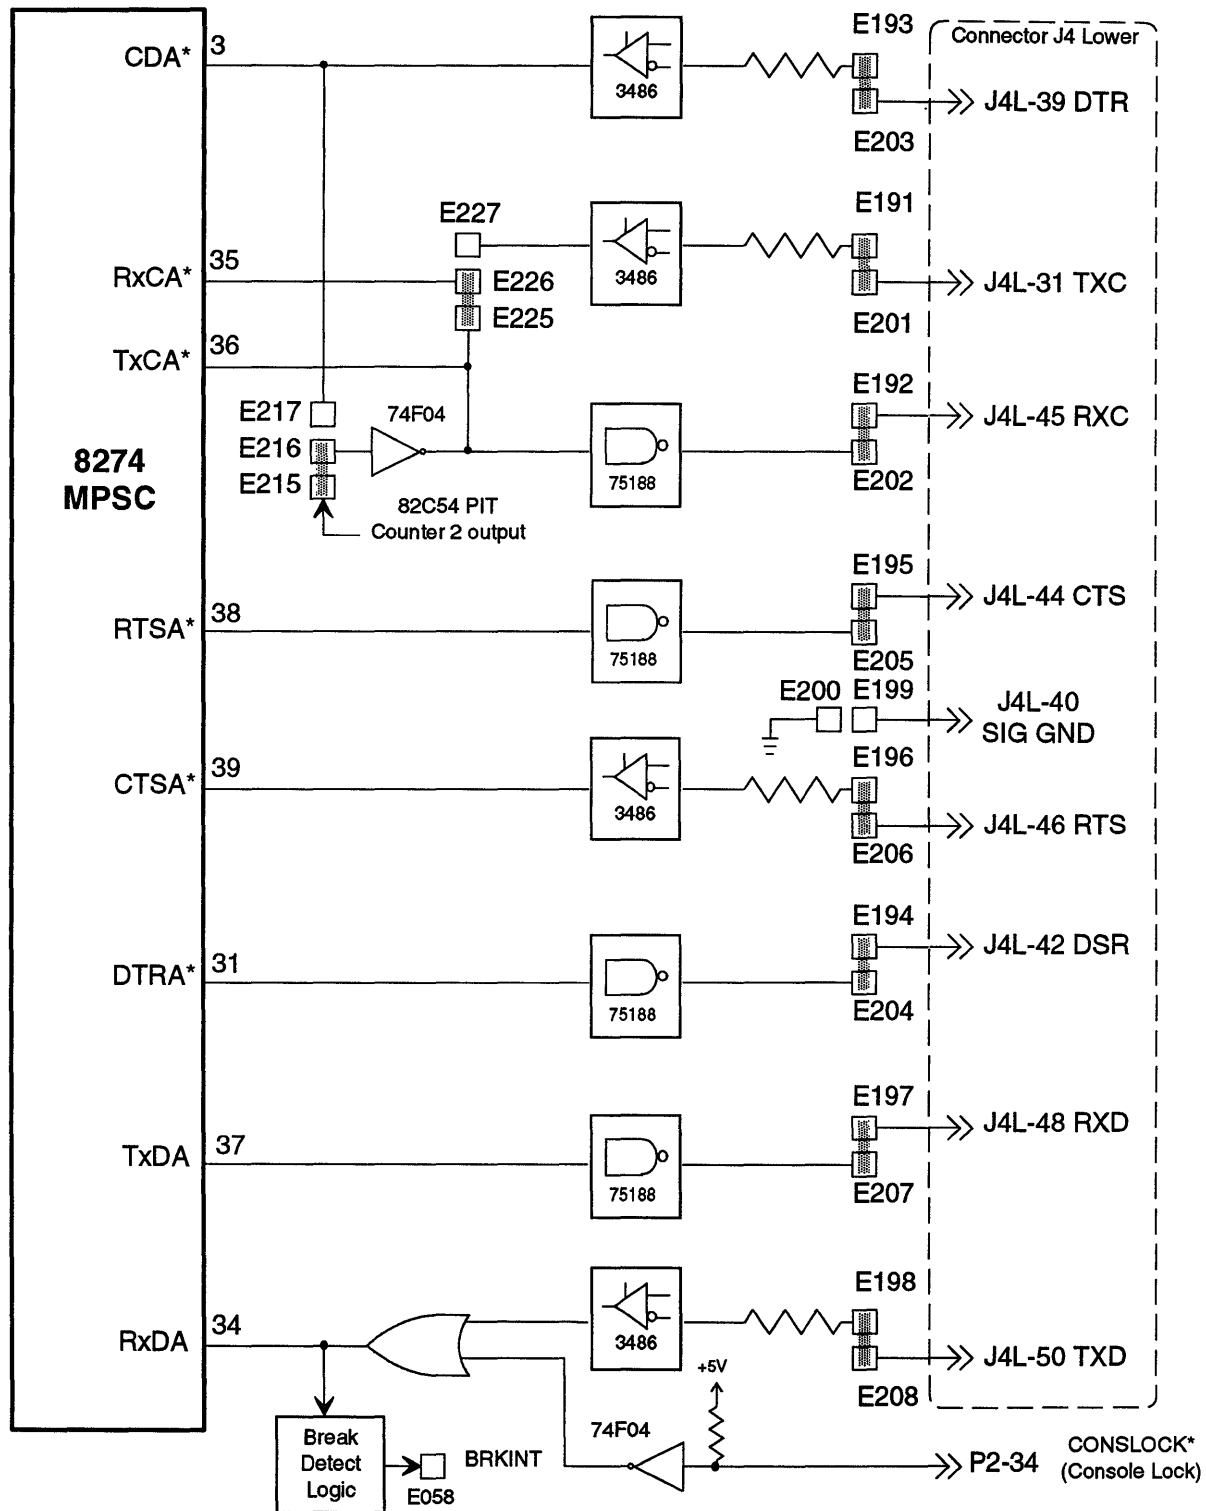 CDA*
3
3486
E193
E203
Connector J4 Lower
J4L-39 DTR
E227
RxCA*
35
E226
E225
3486
E191
E201
J4L-31 TXC
TxCA*
36
E217
E216
E215
74F04
82C54 PIT
Counter 2 output
75188
E192
E202
J4L-45 RXC
8274
MPSC
RTSA*
38
75188
E195
E205
J4L-44 CTS
E200
E199
J4L-40
SIG GND
CTSA*
39
3486
E196
E206
J4L-46 RTS
DTRA*
31
75188
E194
E204
J4L-42 DSR
TxDA
37
75188
E197
E207
J4L-48 RXD
RxDA
34
3486
E198
E208
J4L-50 TXD
+5V
74F04
Break
Detect
Logic
BRKINT
E058
P2-34
CONSLOCK*
(Console Lock)